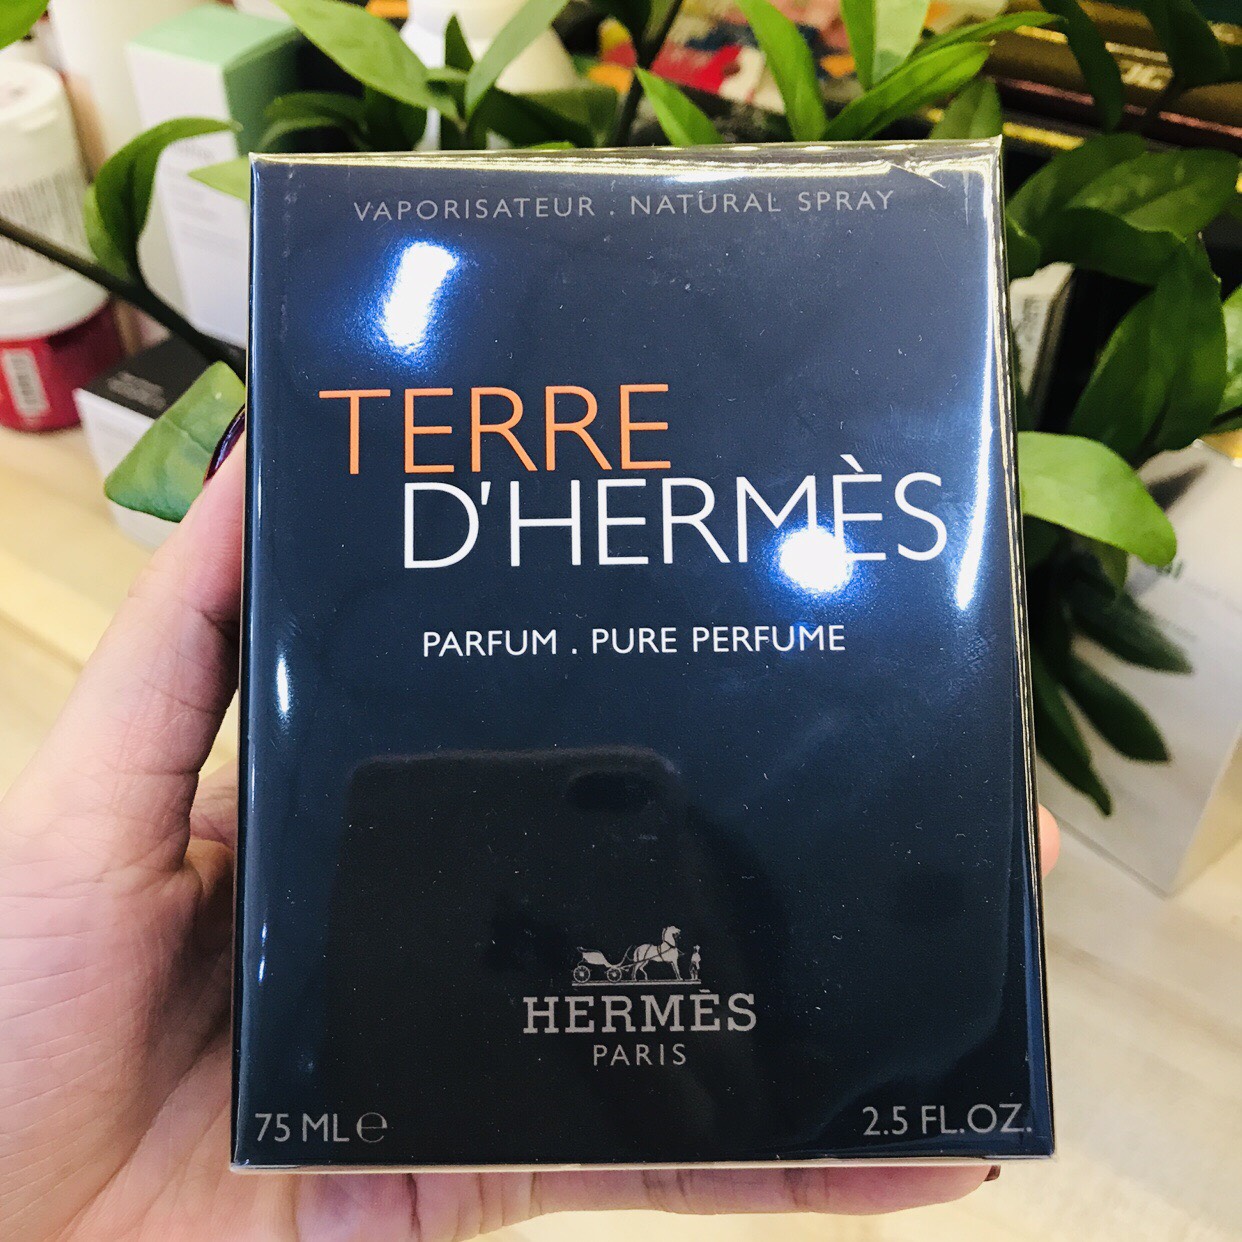 VAPORISATEUR . NATURAL SPRAY
TERRE
D'HERMÈS
PARFUM . PURE PERFUME
HERMÈS
PARIS
75 ML ℮
2.5 FL.OZ.